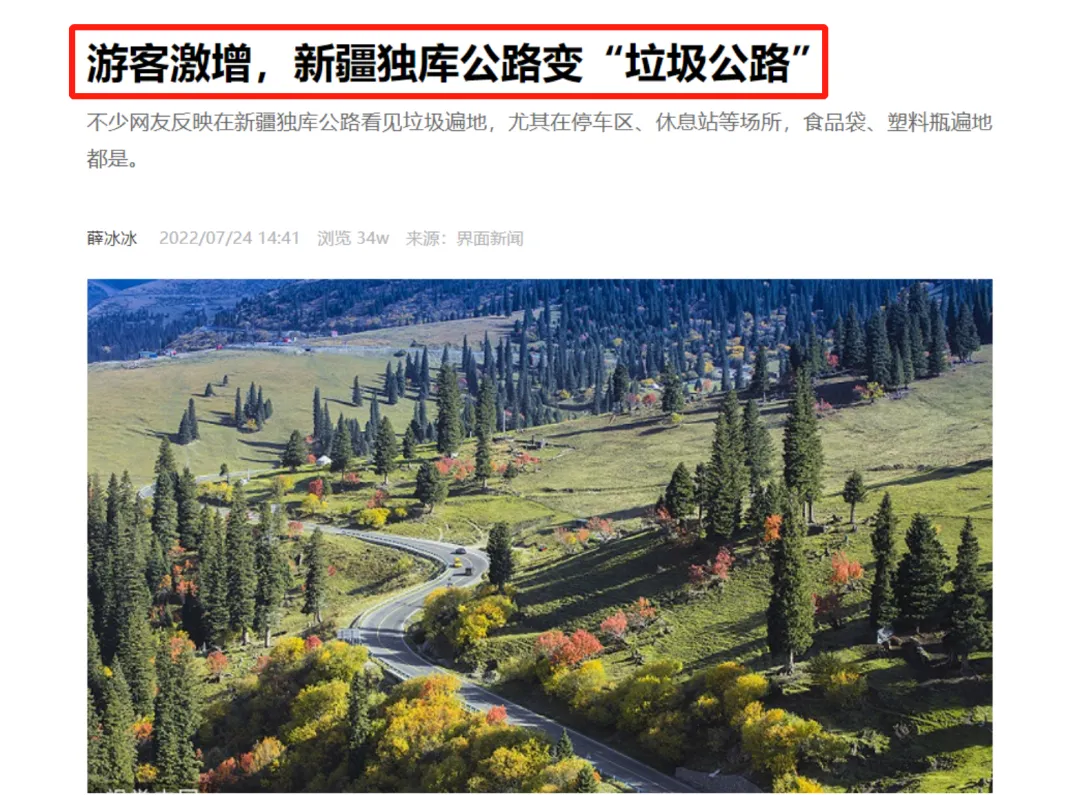 游客激增，新疆独库公路变“垃圾公路”
不少网友反映在新疆独库公路看见垃圾遍地，尤其在停车区、休息站等场所，食品袋、塑料瓶遍地
都是。
薛冰冰 2022/07/24 14:41 浏览 34w 来源：界面新闻